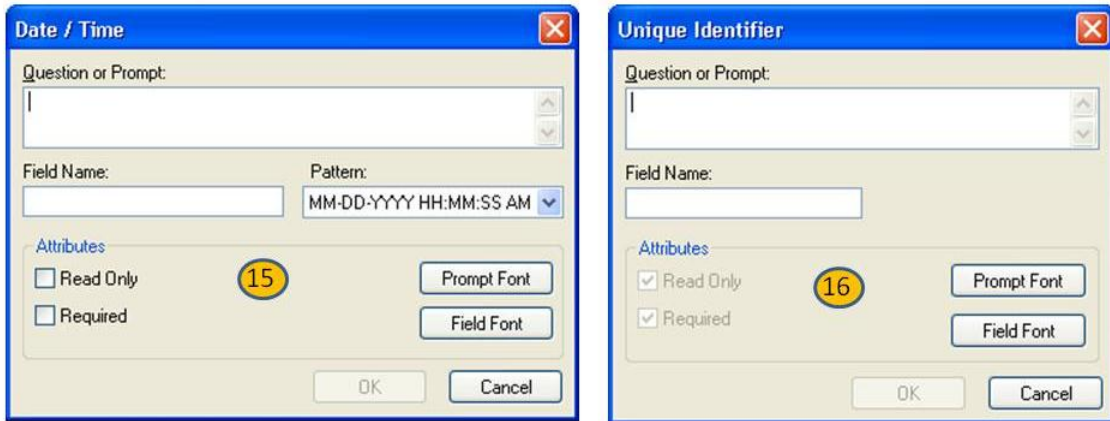 Date / Time
Question or Prompt:
Field Name:
Pattern:
MM-DD-YYYY HH:MM:SS AM
Attributes
Read Only
15
Prompt Font
Required
Field Font
OK
Cancel
Unique Identifier
Question or Prompt:
Field Name:
Attributes
Read Only
16
Prompt Font
Required
Field Font
OK
Cancel